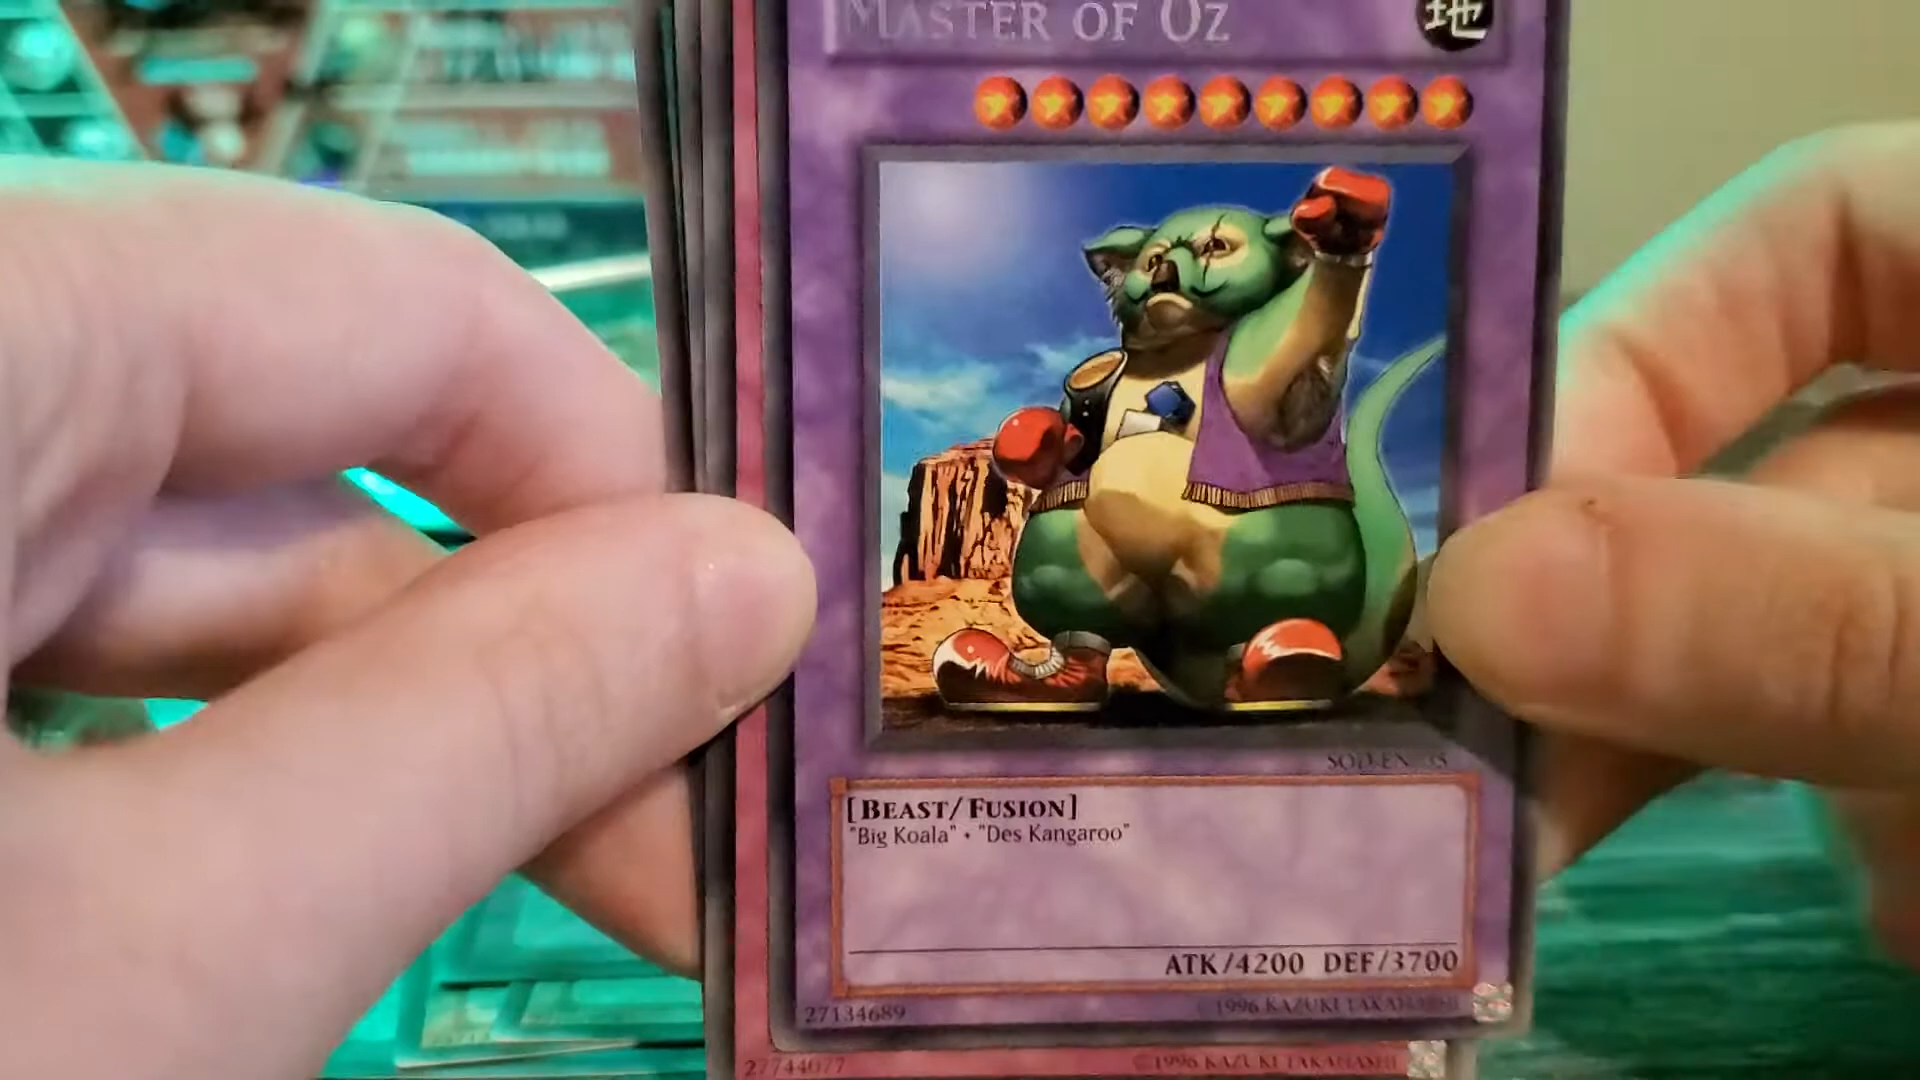 MASTER OF OZ
地
[BEAST/FUSION]
"Big Koala" • "Des Kangaroo"
ATK/4200 DEF/3700
27134689
©1996 KAZUKI TAKAHASHI
27744077
©1996 KAZUKI TAKAHASHI